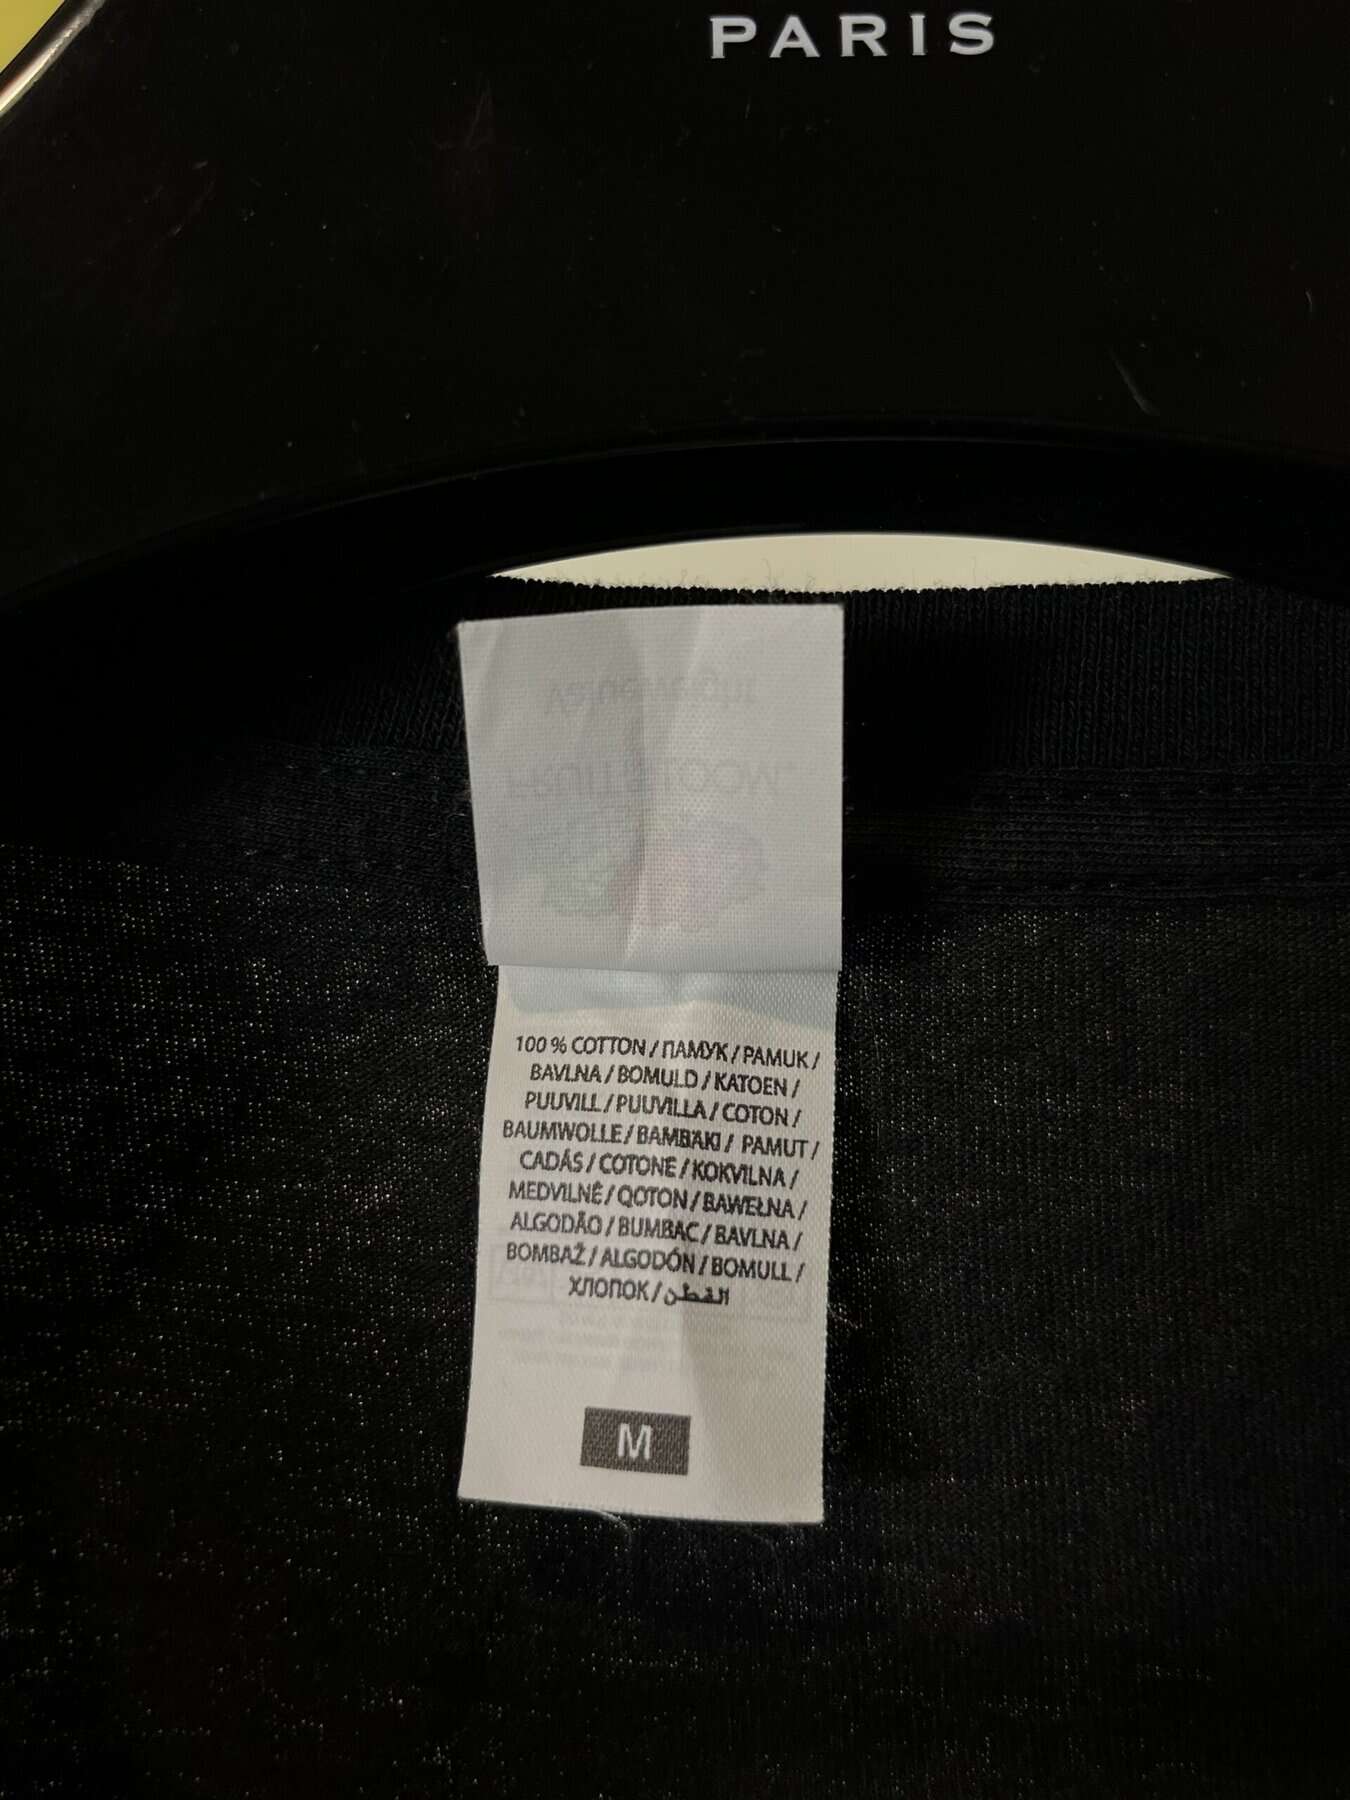 PARIS
100 % COTTON / ПАМУК / PAMUK /
BAVLNA / BOMULD / KATOEN /
PUUVILL / PUUVILLA / COTON /
BAUMWOLLE / BAMBAKI / PAMUT /
CADÁS / COTONE / KOKVILNA /
MEDVILNĖ / QOTON / BAWEŁNA /
ALGODÃO / BUMBAC / BAVLNA /
BOMBAŽ / ALGODÓN / BOMULL /
ХЛОПОК / القطن
M